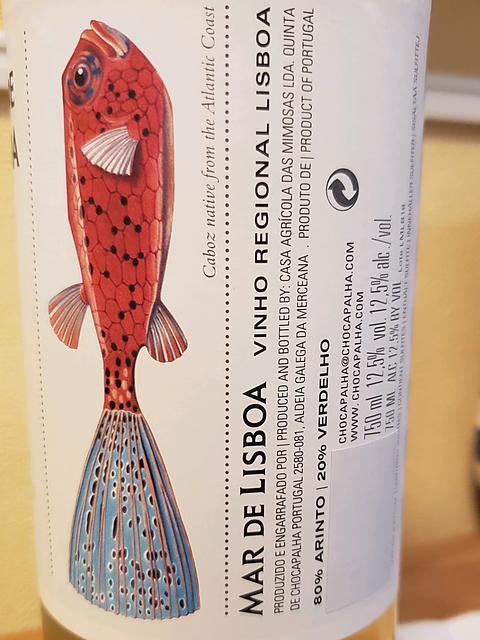 Caboz native from the Atlantic Coast
MAR DE LISBOA VINHO REGIONAL LISBOA
PRODUZIDO E ENGARRAFADO POR | PRODUCED AND BOTTLED BY: CASA AGRÍCOLA DAS MIMOSAS LDA. QUINTA
DE CHOCAPALHA PORTUGAL 2580-081, ALDEIA GALEGA DA MERCEANA . PRODUTO DE | PRODUCT OF PORTUGAL
80% ARINTO | 20% VERDELHO
CHOCAPALHA@CHOCAPALHA.COM
WWW. CHOCAPALHA.COM
750 ml 12,5% vol. 12,5% alc./vol.
750 ML ALC 12.5% BY VOL